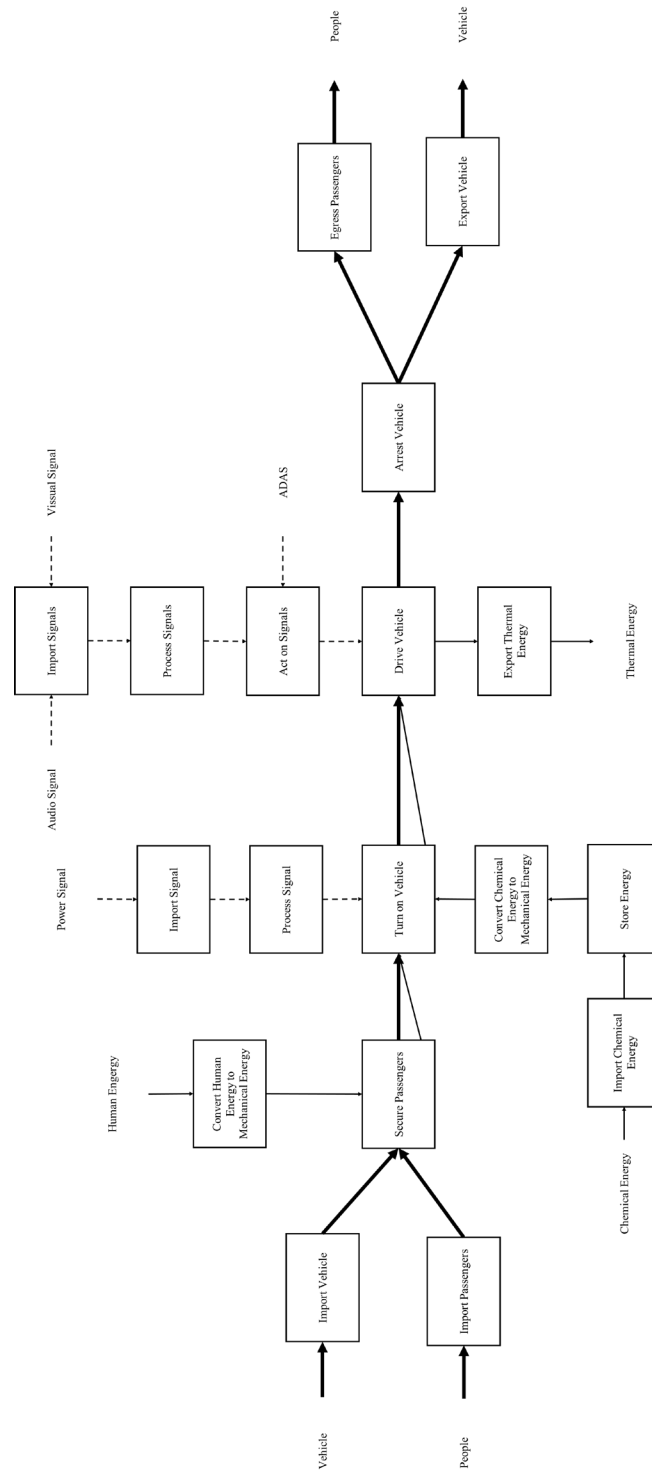 Vehicle
People
Import Vehicle
Import Passengers
Human Engergy
Convert Human
Energy to
Mechanical Energy
Secure Passengers
Chemical Energy
Import Chemical
Energy
Store Energy
Convert Chemical
Energy to
Mechanical Energy
Power Signal
Import Signal
Process Signal
Turn on Vehicle
Audio Signal
Import Signals
Vissual Signal
Process Signals
Act on Signals
ADAS
Drive Vehicle
Export Thermal
Energy
Thermal Energy
Arrest Vehicle
Egress Passengers
Export Vehicle
People
Vehicle